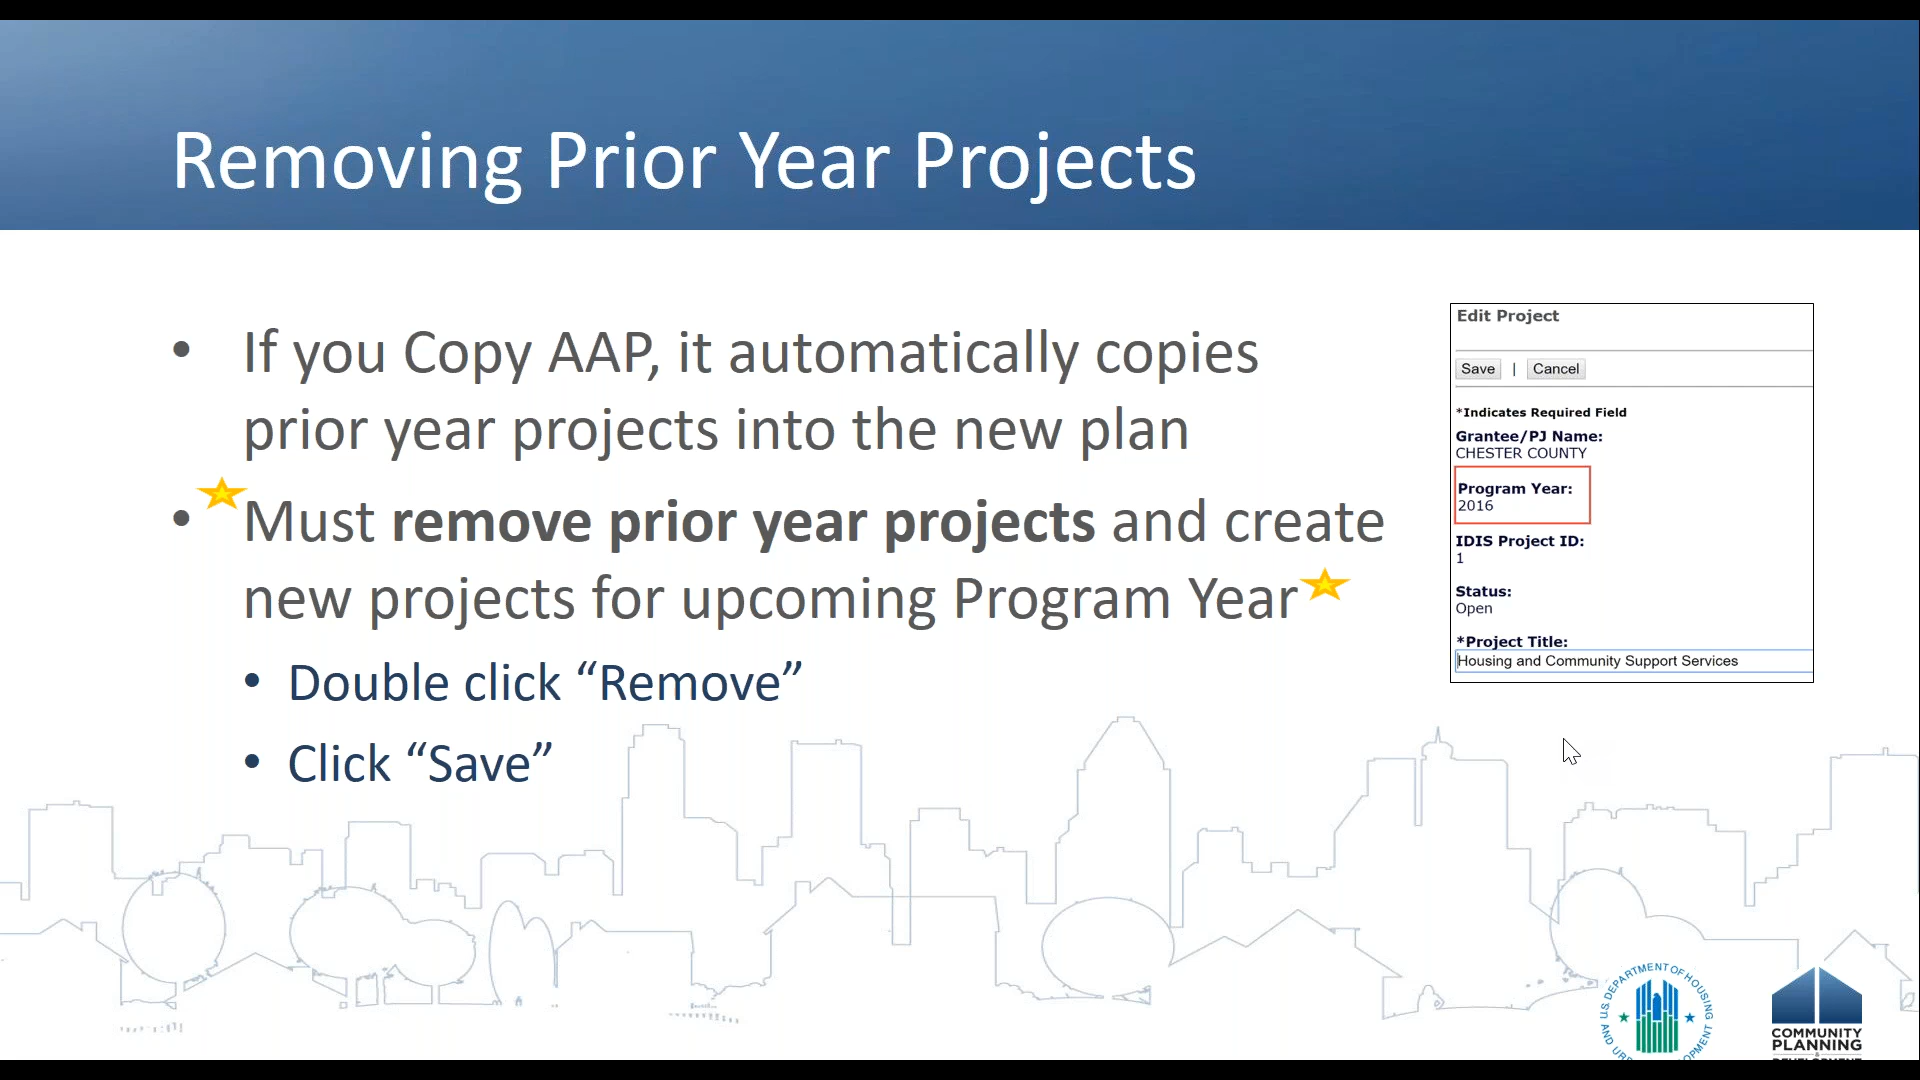 Removing Prior Year Projects
• If you Copy AAP, it automatically copies
prior year projects into the new plan
• Must remove prior year projects and create
new projects for upcoming Program Year
• Double click “Remove”
• Click “Save”
Edit Project
Save | Cancel
*Indicates Required Field
Grantee/PJ Name:
CHESTER COUNTY
Program Year:
2016
IDIS Project ID:
1
Status:
Open
*Project Title:
Housing and Community Support Services
U.S. DEPARTMENT OF HOUSING
COMMUNITY
PLANNING